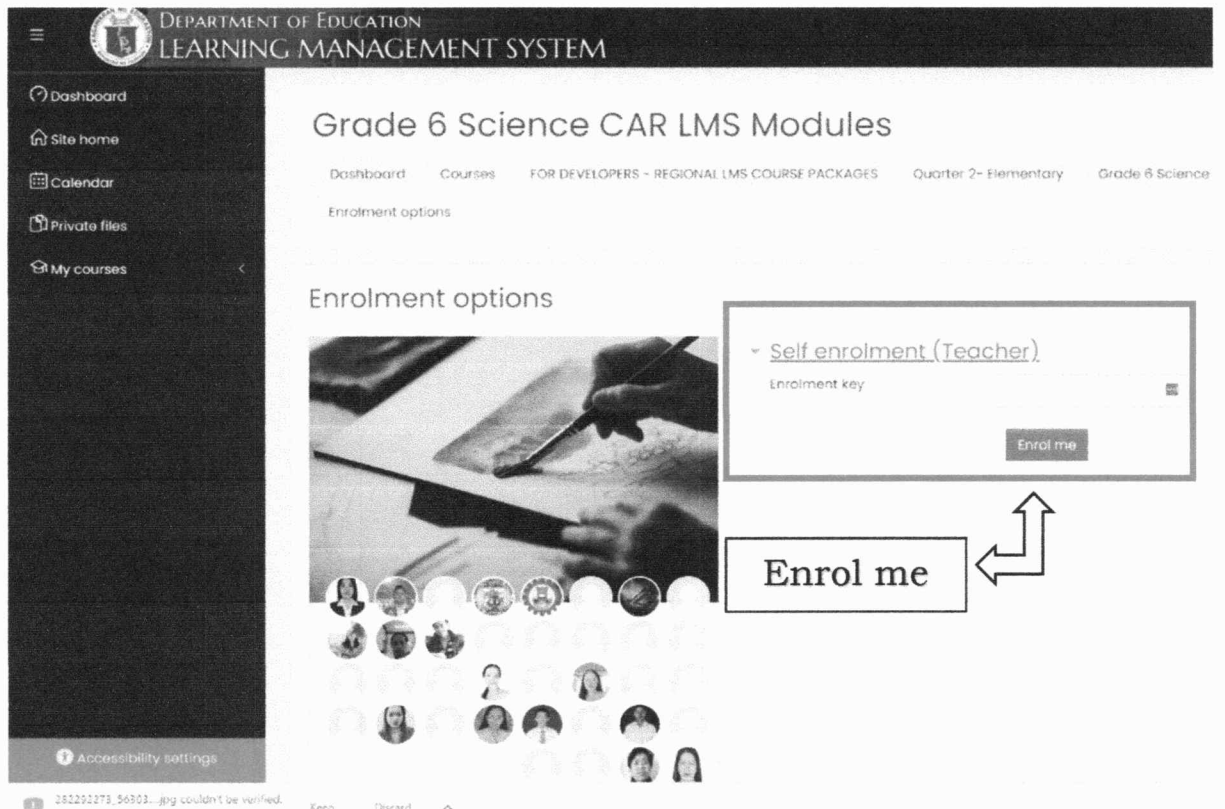 DEPARTMENT OF EDUCATION
LEARNING MANAGEMENT SYSTEM
Dashboard
Site home
Calendar
Private files
My courses
Grade 6 Science CAR LMS Modules
Dashboard Courses FOR DEVELOPERS - REGIONAL LMS COURSE PACKAGES Quarter 2- Elementary Grade 6 Science
Enrolment options
Enrolment options
Self enrolment (Teacher)
Enrolment key
Enrol me
Enrol me
Accessibility settings
282292273_56303....jpg couldn't be verified.
Keep Discard